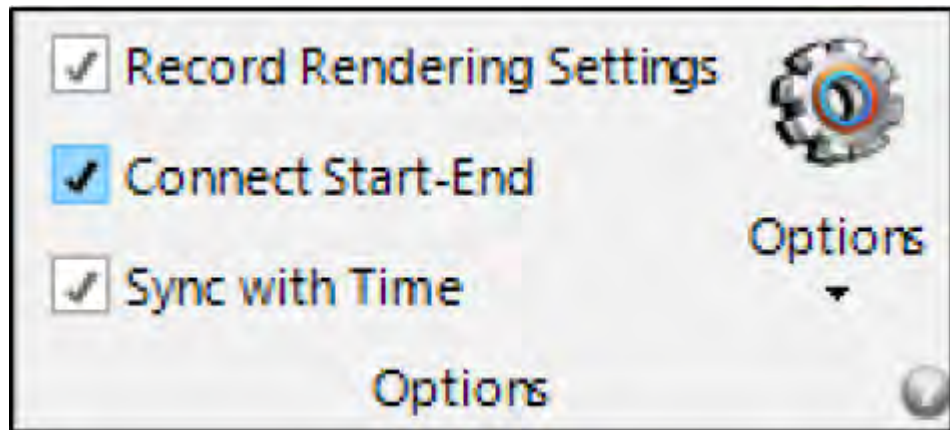 Record Rendering Settings
Connect Start-End
Options
Sync with Time
Options